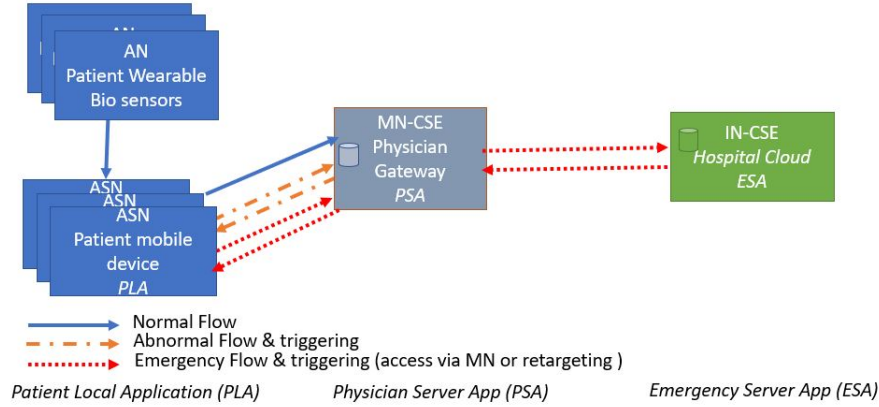 AN
AN
Patient Wearable
Bio sensors
MN-CSE
Physician
Gateway
PSA
IN-CSE
Hospital Cloud
ESA
ASN
ASN
ASN
Patient mobile
device
PLA
Normal Flow
Abnormal Flow & triggering
Emergency Flow & triggering (access via MN or retargeting )
Patient Local Application (PLA)
Physician Server App (PSA)
Emergency Server App (ESA)